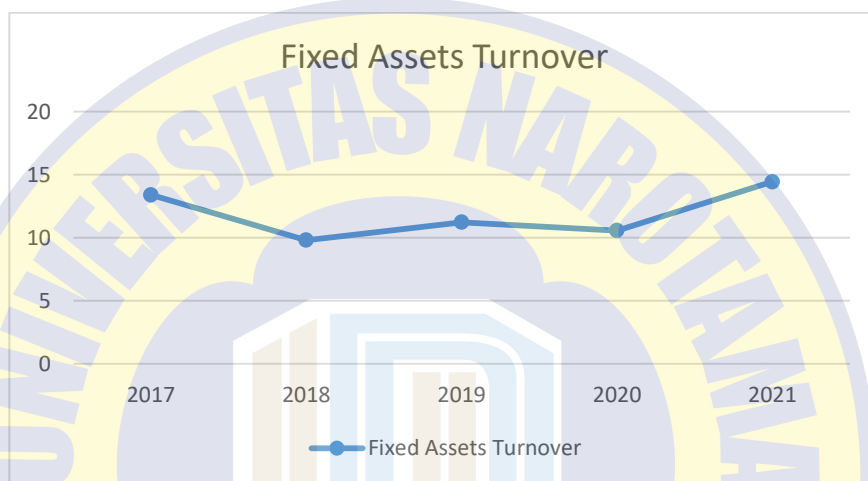 Fixed Assets Turnover
UNIVERSITAS NAROTAMA
20
15
10
5
0
2017 2018 2019 2020 2021
Fixed Assets Turnover